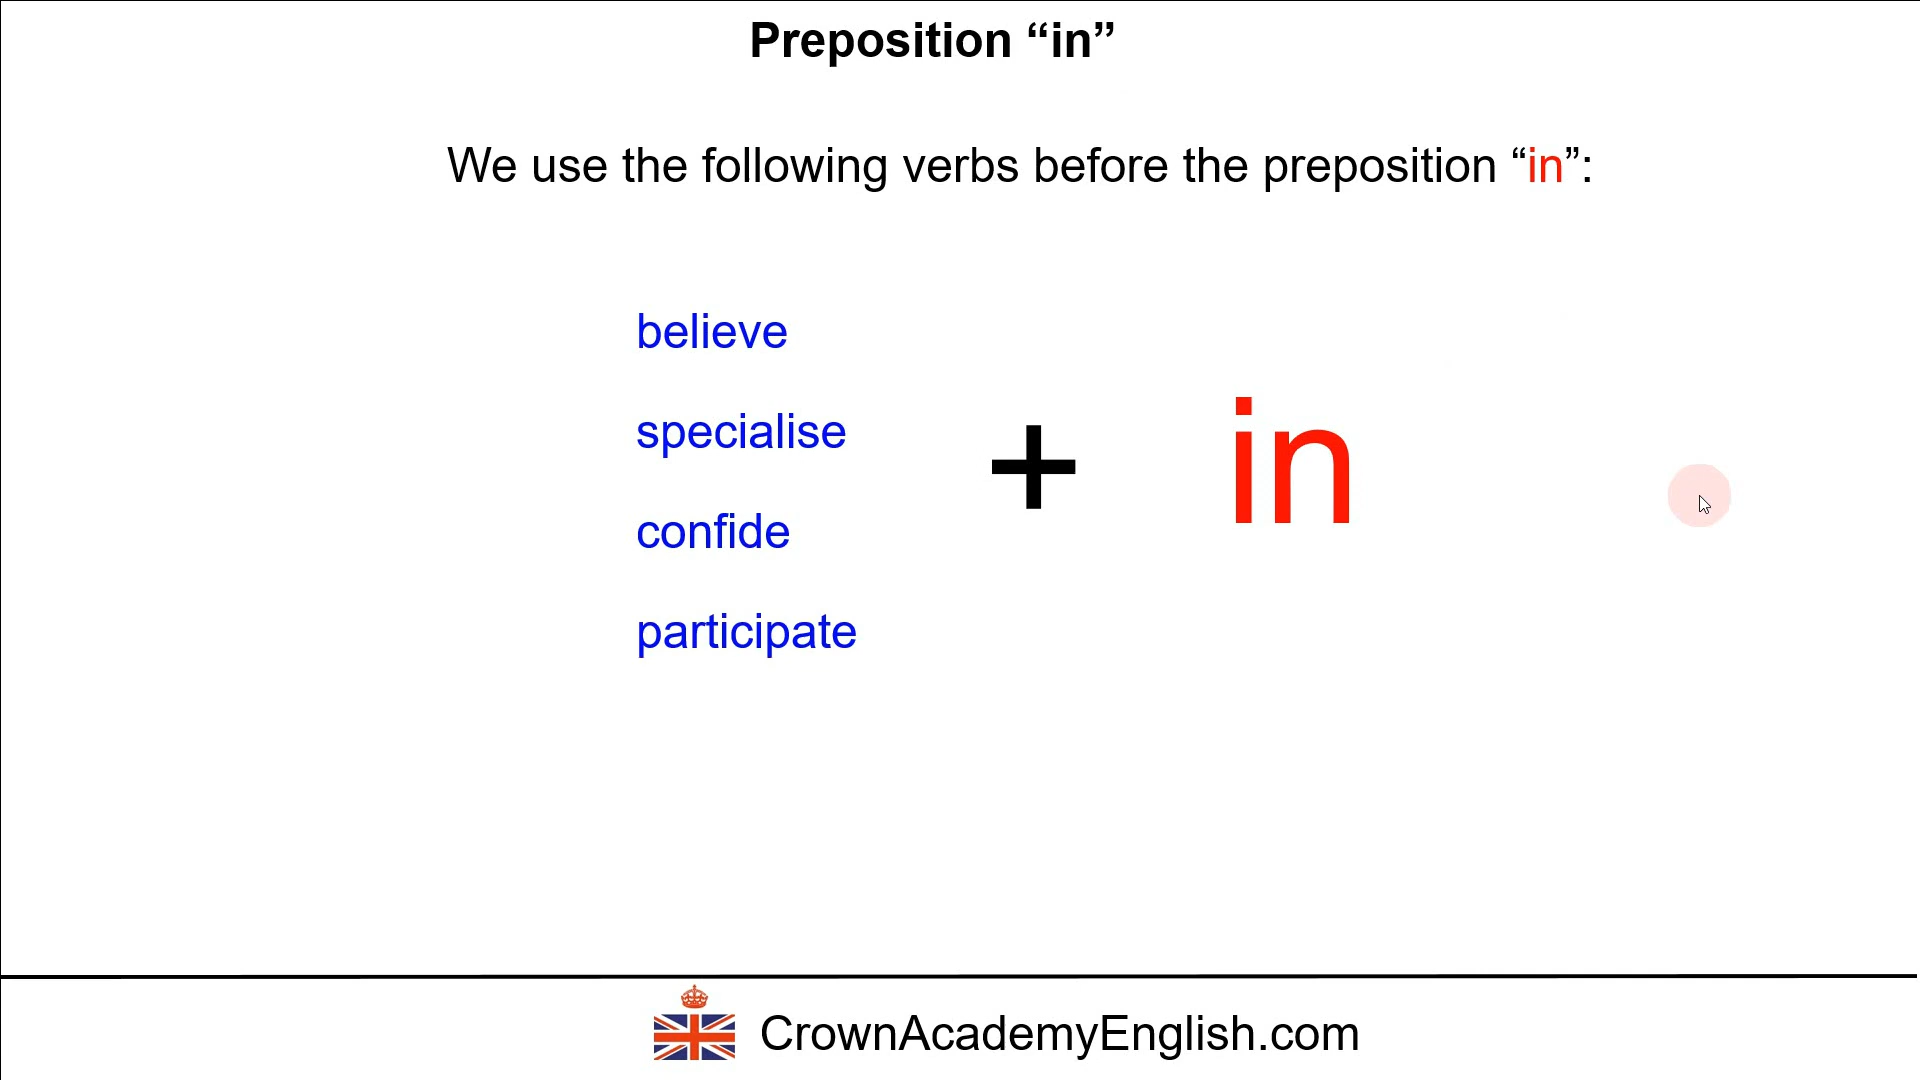 Preposition “in”
We use the following verbs before the preposition “in”:
believe
specialise
confide
participate
+ in
CrownAcademyEnglish.com